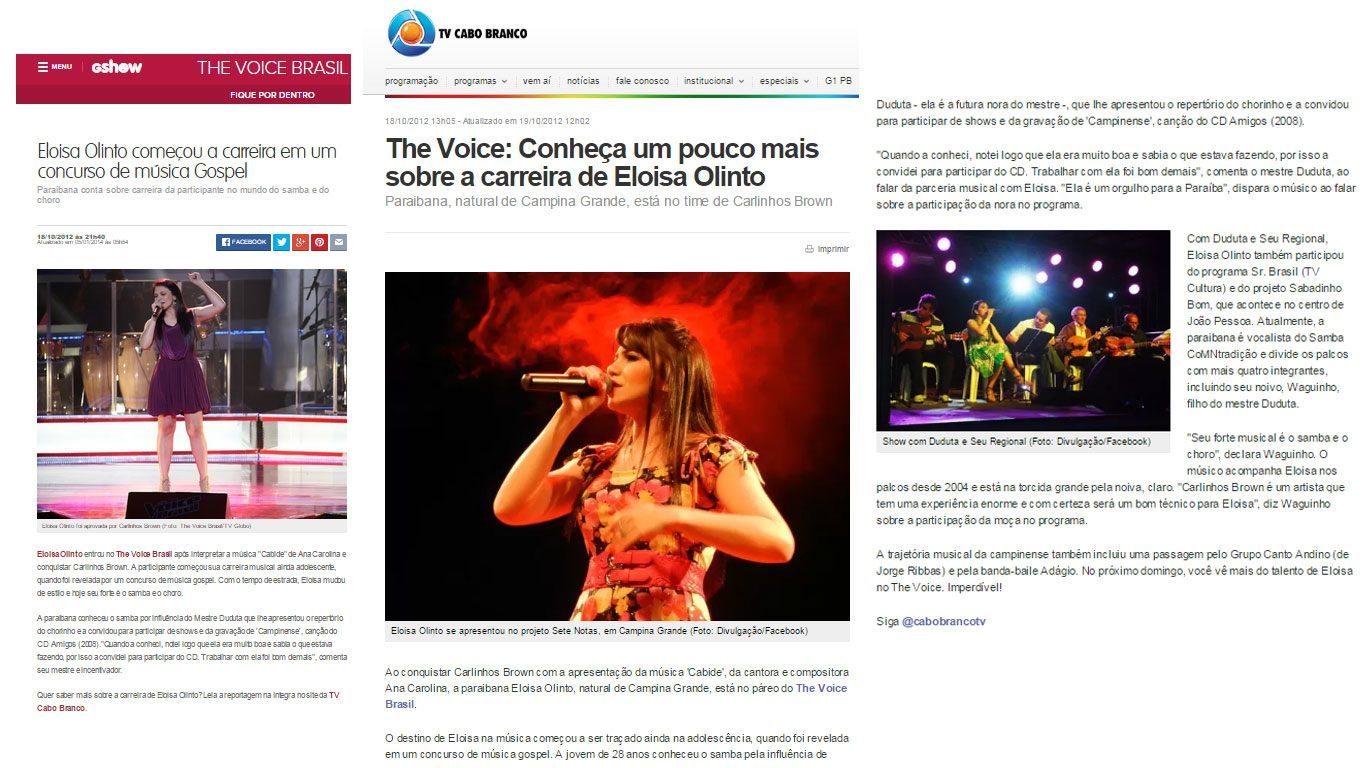 MENU
GSHOW
THE VOICE BRASIL
FIQUE POR DENTRO
Eloisa Olinto começou a carreira em um
concurso de música Gospel
Paraibana conta sobre carreira da participante no mundo do samba e do
choro
18/10/2012 às 21h40
Atualizado em 05/01/2014 às 05h54
FACEBOOK
Eloisa Olinto foi aprovada por Carlinhos Brown (Foto: The Voice Brasil/TV Globo)
Eloisa Olinto entrou no The Voice Brasil após interpretar a música "Cabide" de Ana Carolina e
conquistar Carlinhos Brown. A participante começou sua carreira musical ainda adolescente,
quando foi revelada por um concurso de música gospel. Com o tempo de estrada, Eloisa mudou
de estilo e hoje seu forte é o samba e o choro.
A paraibana conheceu o samba por influência do Mestre Duduta que lhe apresentou o repertório
do chorinho e a convidou para participar de shows e da gravação de 'Campinense', canção do
CD Amigos (2008). "Quando a conheci, notei logo que ela era muito boa e sabia o que estava
fazendo, por isso a convidei para participar do CD. Trabalhar com ela foi bom demais", comenta
seu mestre e incentivador.
Quer saber mais sobre a carreira de Eloisa Olinto? Leia a reportagem na íntegra no site da TV
Cabo Branco.
TV CABO BRANCO
programação programas vem aí notícias fale conosco institucional especiais G1 PB
18/10/2012 13h05 - Atualizado em 19/10/2012 12h02
The Voice: Conheça um pouco mais
sobre a carreira de Eloisa Olinto
Paraibana, natural de Campina Grande, está no time de Carlinhos Brown
Imprimir
Eloisa Olinto se apresentou no projeto Sete Notas, em Campina Grande (Foto: Divulgação/Facebook)
Ao conquistar Carlinhos Brown com a apresentação da música 'Cabide', da cantora e compositora
Ana Carolina, a paraibana Eloisa Olinto, natural de Campina Grande, está no páreo do The Voice
Brasil.
O destino de Eloisa na música começou a ser traçado ainda na adolescência, quando foi revelada
em um concurso de música gospel. A jovem de 28 anos conheceu o samba pela influência de
Duduta - ela é a futura nora do mestre -, que lhe apresentou o repertório do chorinho e a convidou
para participar de shows e da gravação de 'Campinense', canção do CD Amigos (2008).
"Quando a conheci, notei logo que ela era muito boa e sabia o que estava fazendo, por isso a
convidei para participar do CD. Trabalhar com ela foi bom demais", comenta o mestre Duduta, ao
falar da parceria musical com Eloisa. "Ela é um orgulho para a Paraíba", dispara o músico ao falar
sobre a participação da nora no programa.
Show com Duduta e Seu Regional (Foto: Divulgação/Facebook)
Com Duduta e Seu Regional,
Eloisa Olinto também participou
do programa Sr. Brasil (TV
Cultura) e do projeto Sabadinho
Bom, que acontece no centro de
João Pessoa. Atualmente, a
paraibana é vocalista do Samba
CoMNtradição e divide os palcos
com mais quatro integrantes,
incluindo seu noivo, Waguinho,
filho do mestre Duduta.
"Seu forte musical é o samba e o
choro", declara Waguinho. O
músico acompanha Eloisa nos
palcos desde 2004 e está na torcida grande pela noiva, claro. "Carlinhos Brown é um artista que
tem uma experiência enorme e com certeza será um bom técnico para Eloisa", diz Waguinho
sobre a participação da moça no programa.
A trajetória musical da campinense também incluiu uma passagem pelo Grupo Canto Andino (de
Jorge Ribbas) e pela banda-baile Adágio. No próximo domingo, você vê mais do talento de Eloisa
no The Voice. Imperdível!
Siga @cabobrancotv